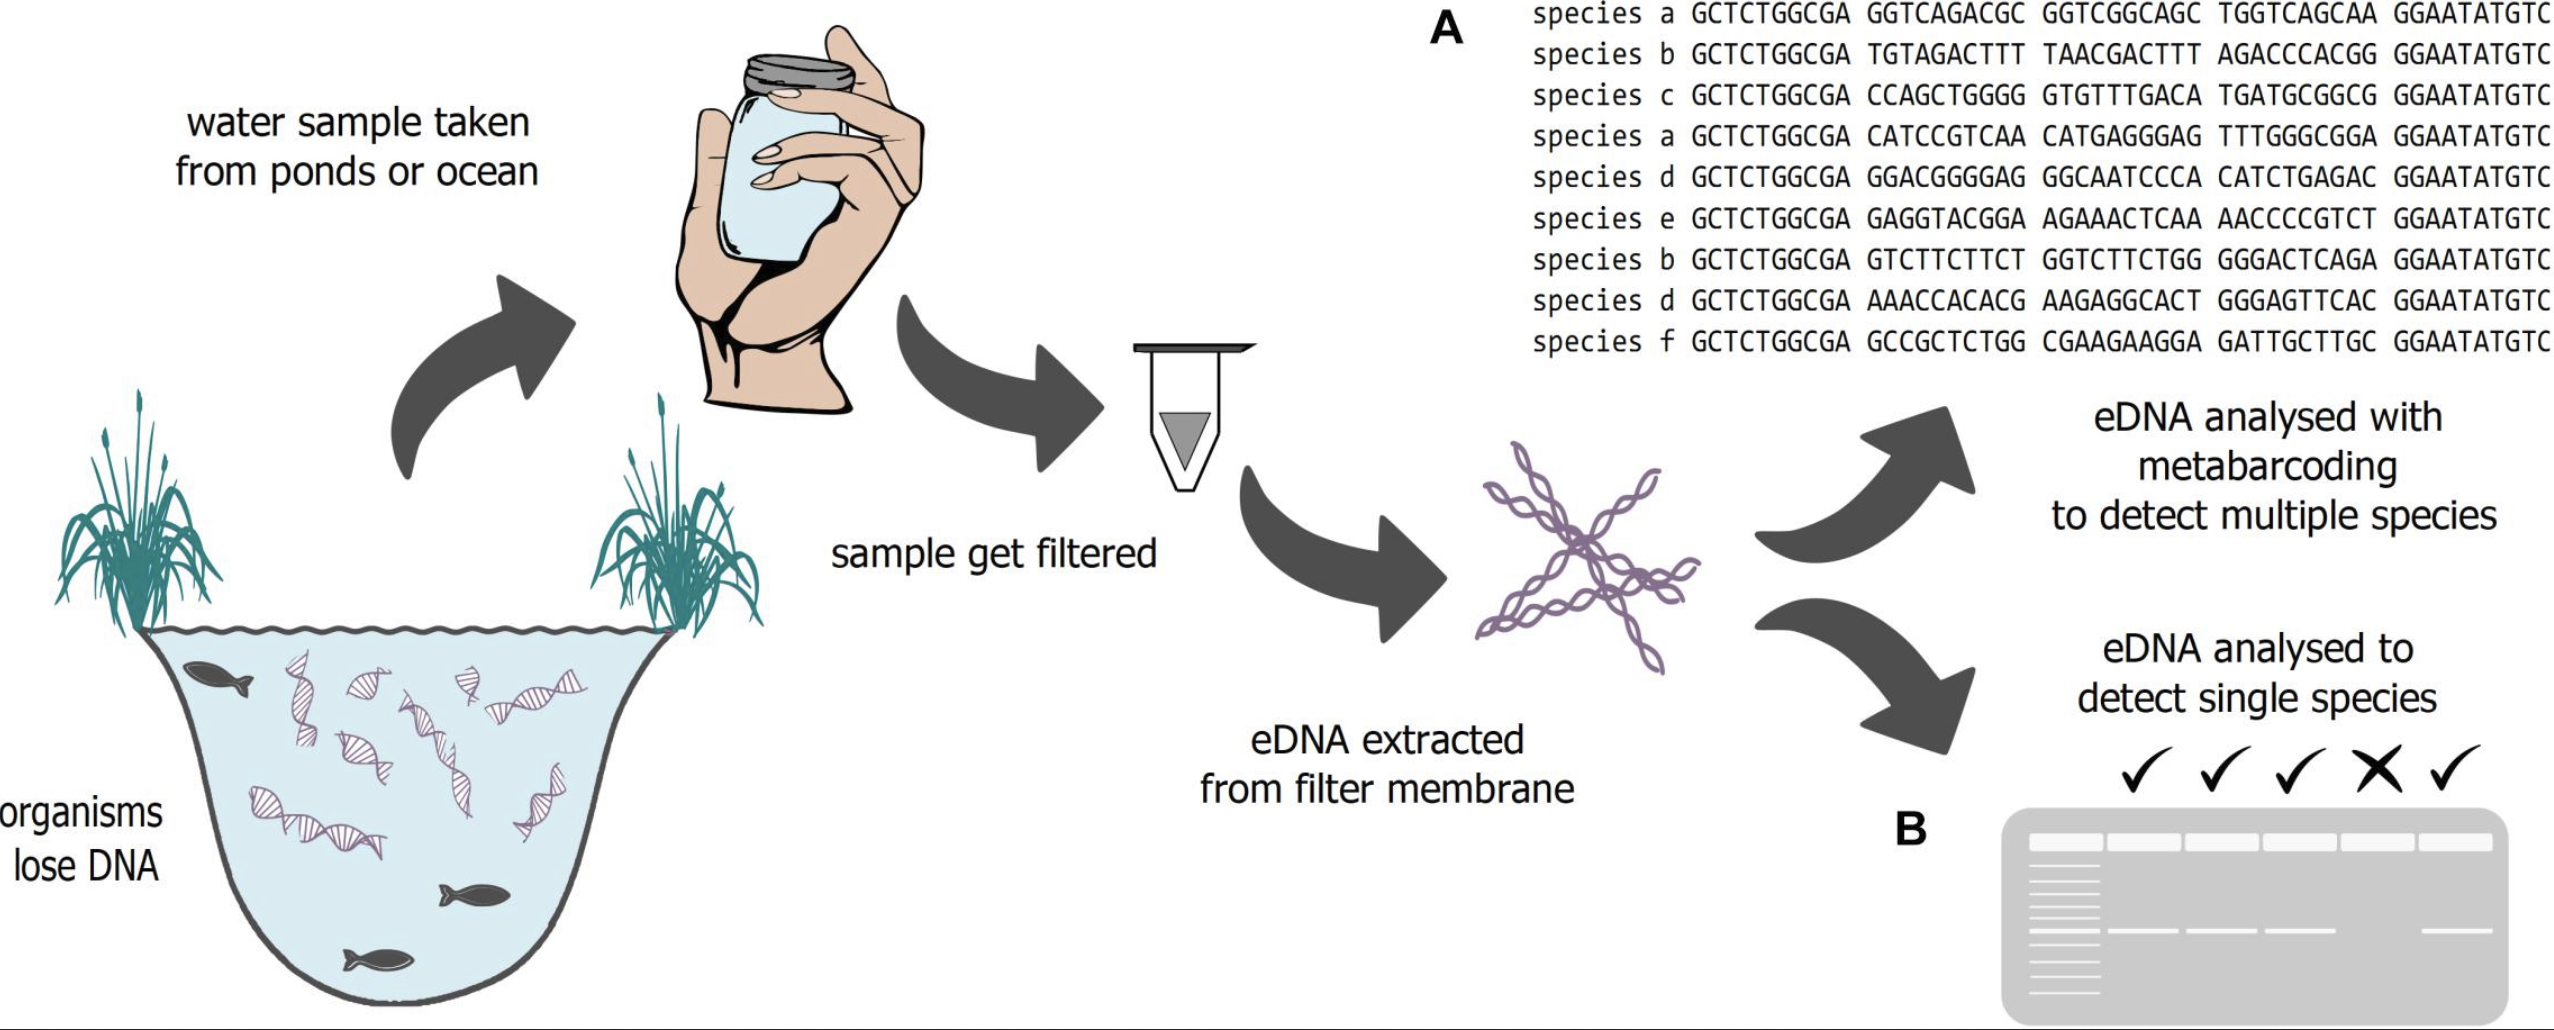 A
species a GCTCTGGCGA GGTCAGACGC GGTCGGCAGC TGGTCAGCAA GGAATATGTC
species b GCTCTGGCGA TGTAGACTTT TAACGACTTT AGACCCACGG GGAATATGTC
species c GCTCTGGCGA CCAGCTGGGG GTGTTTGACA TGATGCGGCG GGAATATGTC
species a GCTCTGGCGA CATCCGTCAA CATGAGGGAG TTTGGGCGGA GGAATATGTC
species d GCTCTGGCGA GGACGGGGAG GGCAATCCCA CATCTGAGAC GGAATATGTC
species e GCTCTGGCGA GAGGTACGGA AGAAACTCAA AACCCCGTCT GGAATATGTC
species b GCTCTGGCGA GTCTTCTTCT GGTCTTCTGG GGGACTCAGA GGAATATGTC
species d GCTCTGGCGA AAACCACACG AAGAGGCACT GGGAGTTCAC GGAATATGTC
species f GCTCTGGCGA GCCGCTCTGG CGAAGAAGGA GATTGCTTGC GGAATATGTC
water sample taken
from ponds or ocean
eDNA analysed with
metabarcoding
to detect multiple species
sample get filtered
eDNA analysed to
detect single species
eDNA extracted
from filter membrane
organisms
lose DNA
B